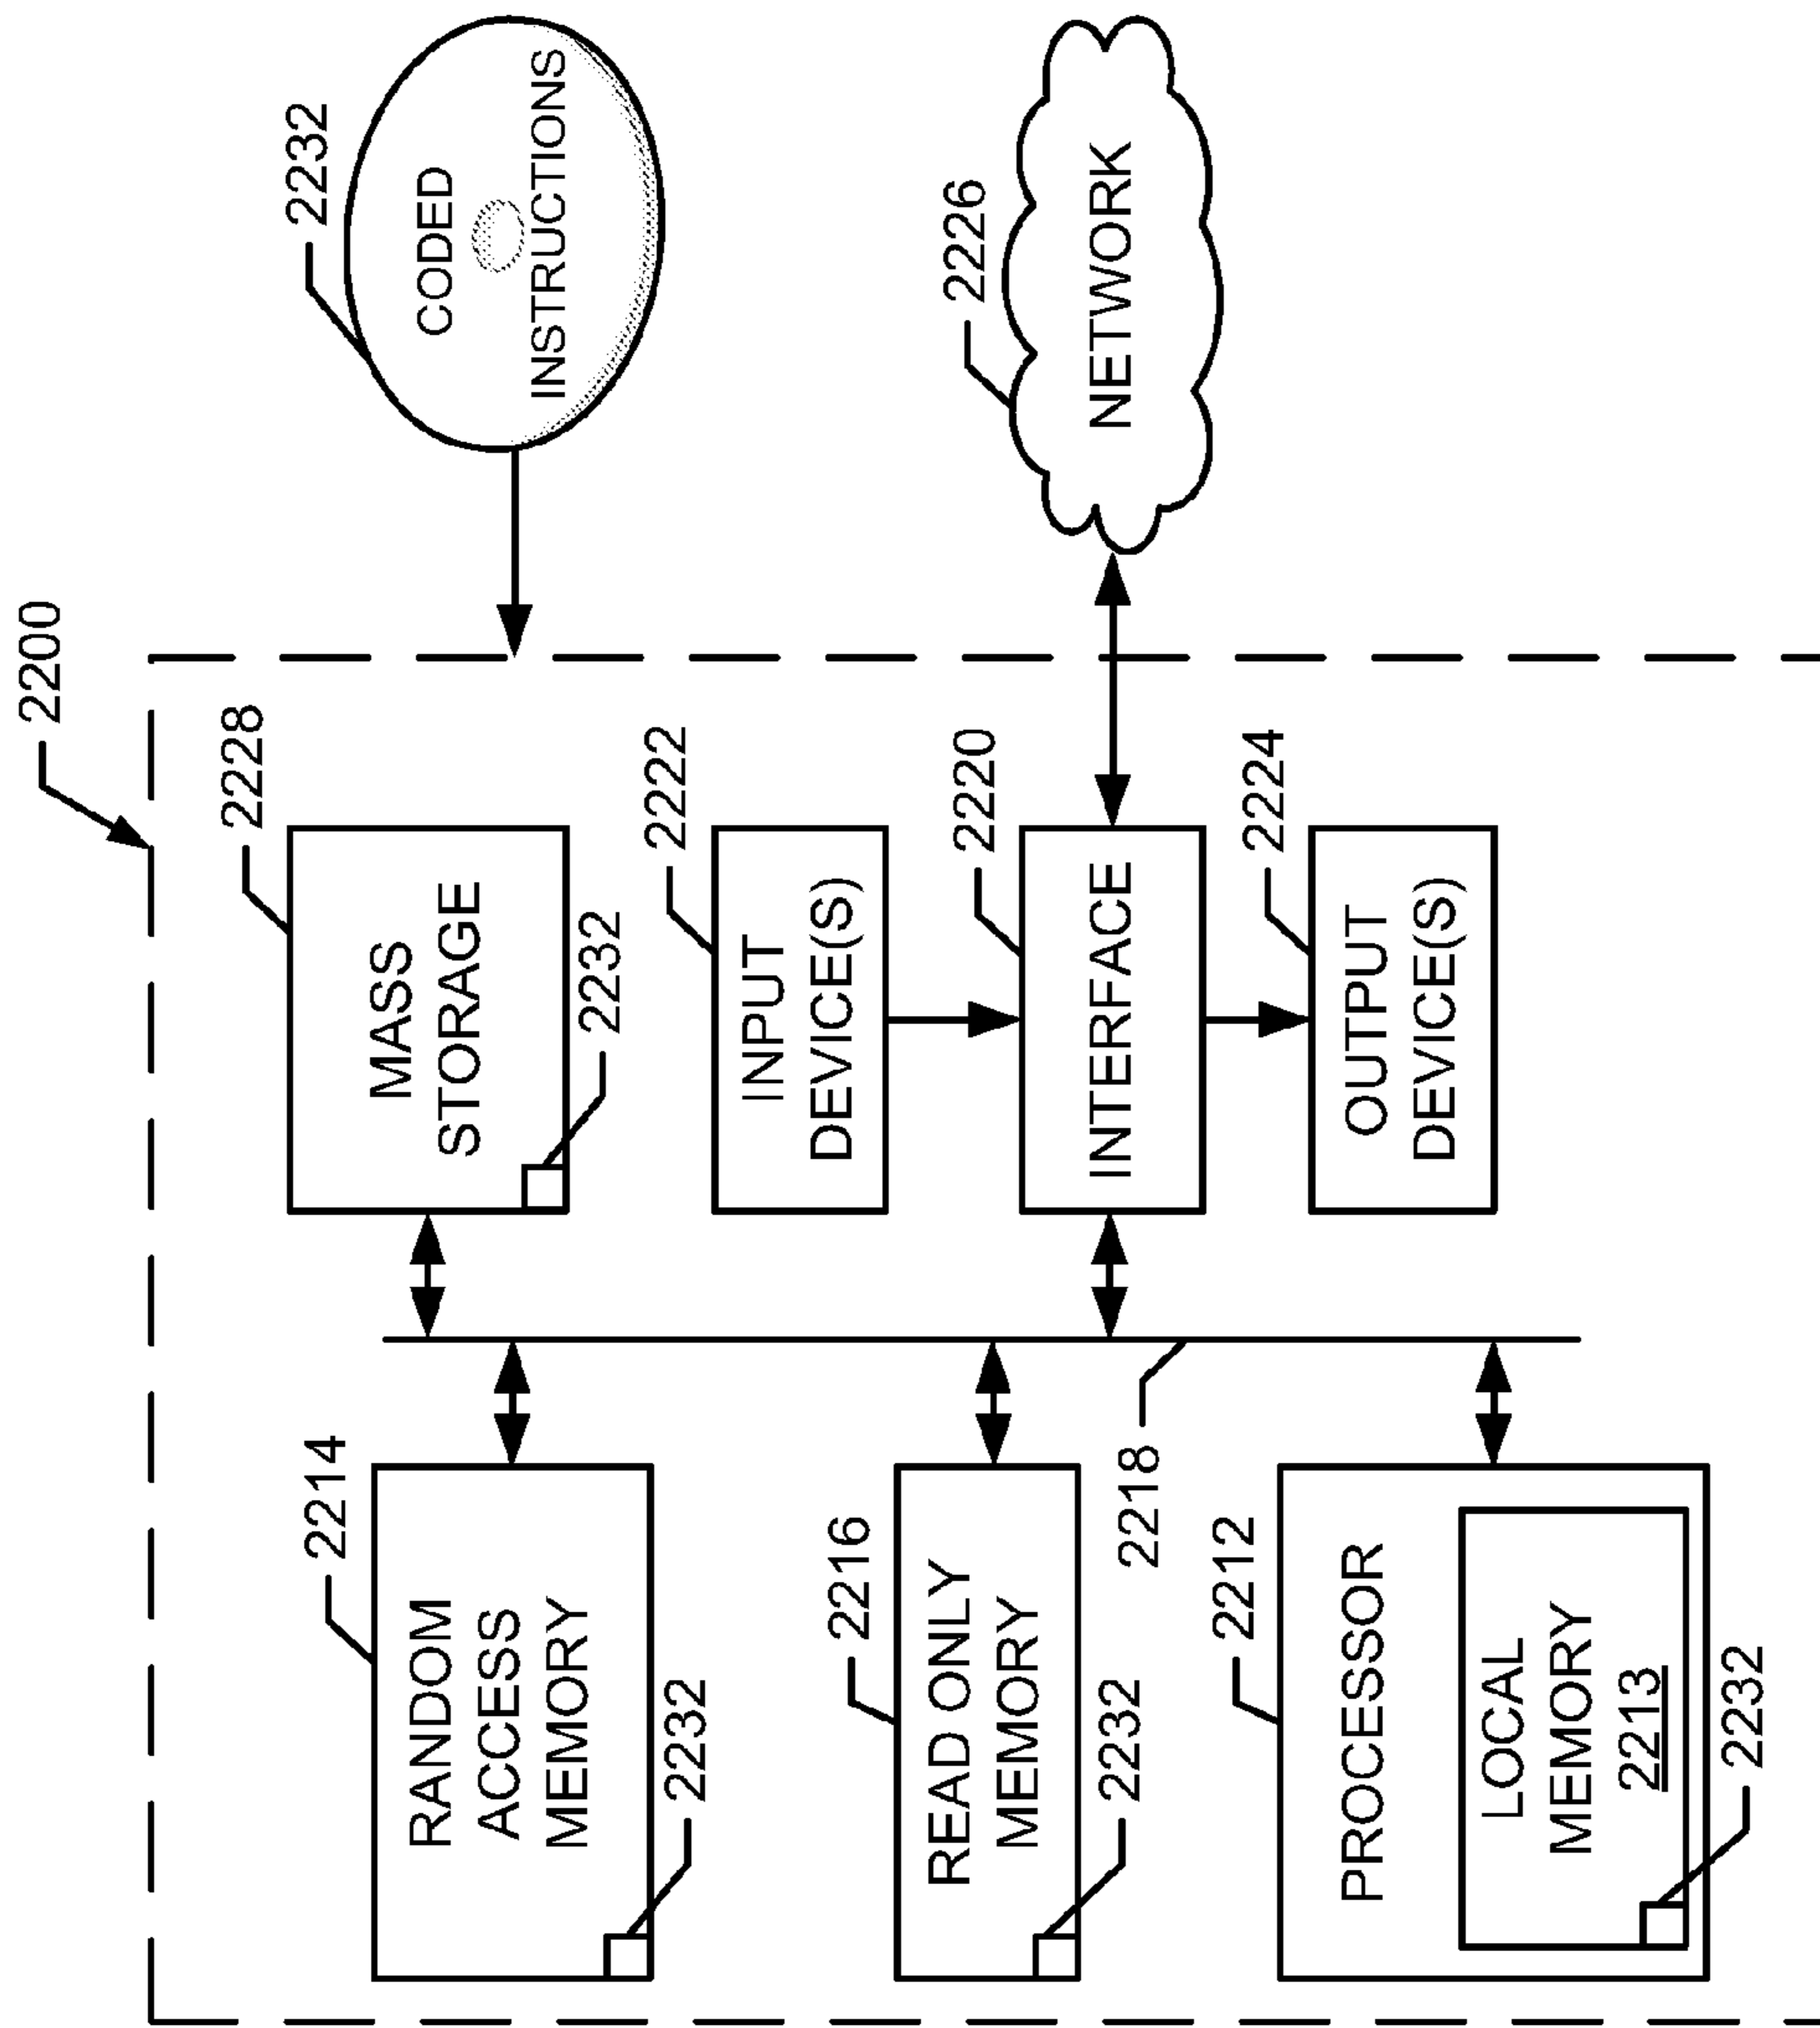 2200
2214
RANDOM
ACCESS
MEMORY
2232
2216
READ ONLY
MEMORY
2232
2218
2212
PROCESSOR
LOCAL
MEMORY
2213
2232
2228
MASS
STORAGE
2232
2222
INPUT
DEVICE(S)
2220
INTERFACE
2224
OUTPUT
DEVICE(S)
2232
CODED
INSTRUCTIONS
2226
NETWORK